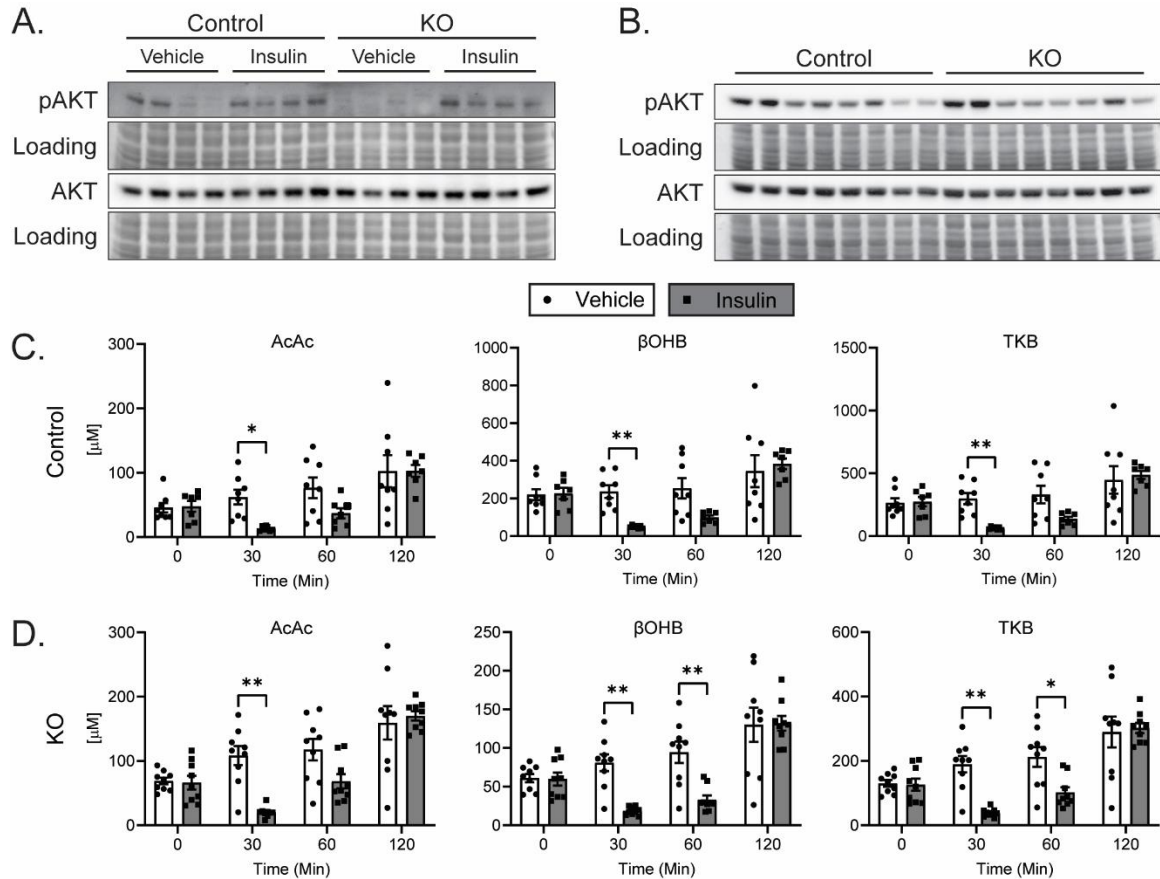 A.
Control KO
Vehicle Insulin Vehicle Insulin
pAKT
Loading
AKT
Loading
B.
Control KO
pAKT
Loading
AKT
Loading
Vehicle Insulin
C.
Control
AcAc
[μM]
300
200
100
0
*
0 30 60 120
Time (Min)
βOHB
1000
800
600
400
200
0
**
0 30 60 120
Time (Min)
TKB
1500
1000
500
0
**
0 30 60 120
Time (Min)
D.
KO
AcAc
[μM]
300
200
100
0
**
0 30 60 120
Time (Min)
βOHB
250
200
150
100
50
0
** **
0 30 60 120
Time (Min)
TKB
600
400
200
0
** *
0 30 60 120
Time (Min)